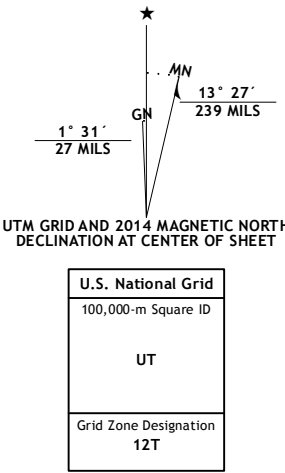 ★
MN
13° 27´
239 MILS
GN
1° 31´
27 MILS
UTM GRID AND 2014 MAGNETIC NORTH
DECLINATION AT CENTER OF SHEET
U.S. National Grid
100,000-m Square ID
UT
Grid Zone Designation
12T